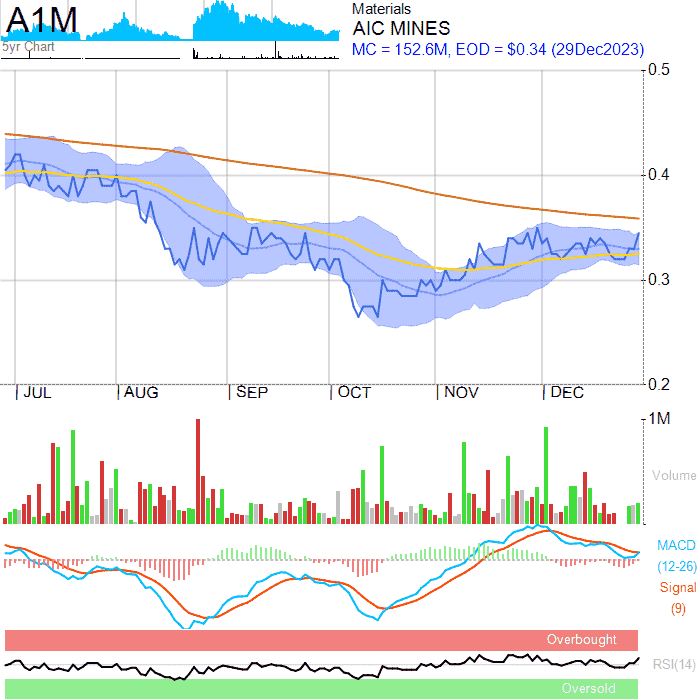 A1M
5yr Chart
Materials
AIC MINES
MC = 152.6M, EOD = $0.34 (29Dec2023)
0.5
0.4
0.3
0.2
JUL AUG SEP OCT NOV DEC
1M
Volume
MACD
(12-26)
Signal
(9)
Overbought
RSI(14)
Oversold